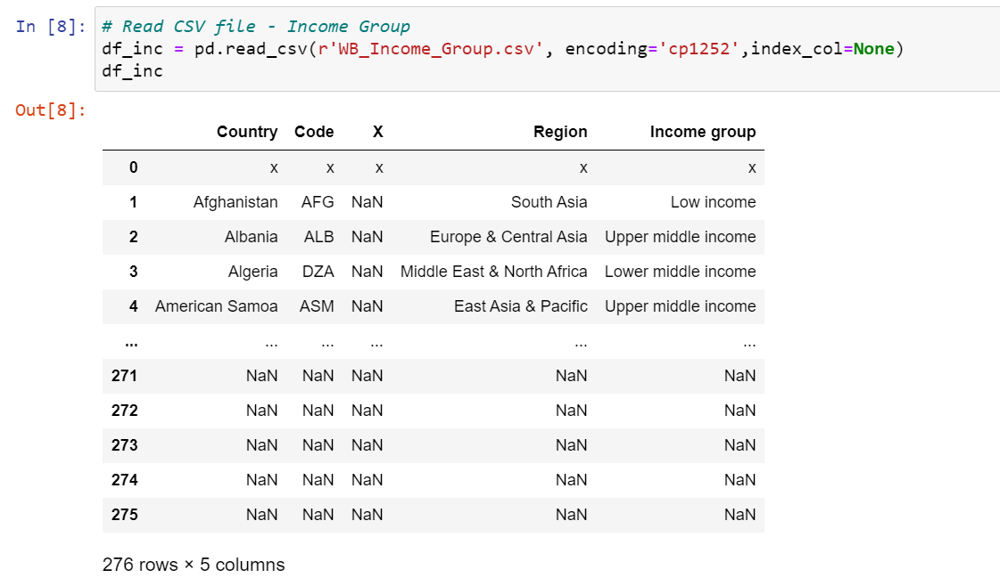 In [8]: # Read CSV file - Income Group
df_inc = pd.read_csv(r'WB_Income_Group.csv', encoding='cp1252',index_col=None)
df_inc
Out[8]:
Country Code X Region Income group
0 x x x x x
1 Afghanistan AFG NaN South Asia Low income
2 Albania ALB NaN Europe & Central Asia Upper middle income
3 Algeria DZA NaN Middle East & North Africa Lower middle income
4 American Samoa ASM NaN East Asia & Pacific Upper middle income
... ... ... ... ... ...
271 NaN NaN NaN NaN NaN
272 NaN NaN NaN NaN NaN
273 NaN NaN NaN NaN NaN
274 NaN NaN NaN NaN NaN
275 NaN NaN NaN NaN NaN
276 rows × 5 columns